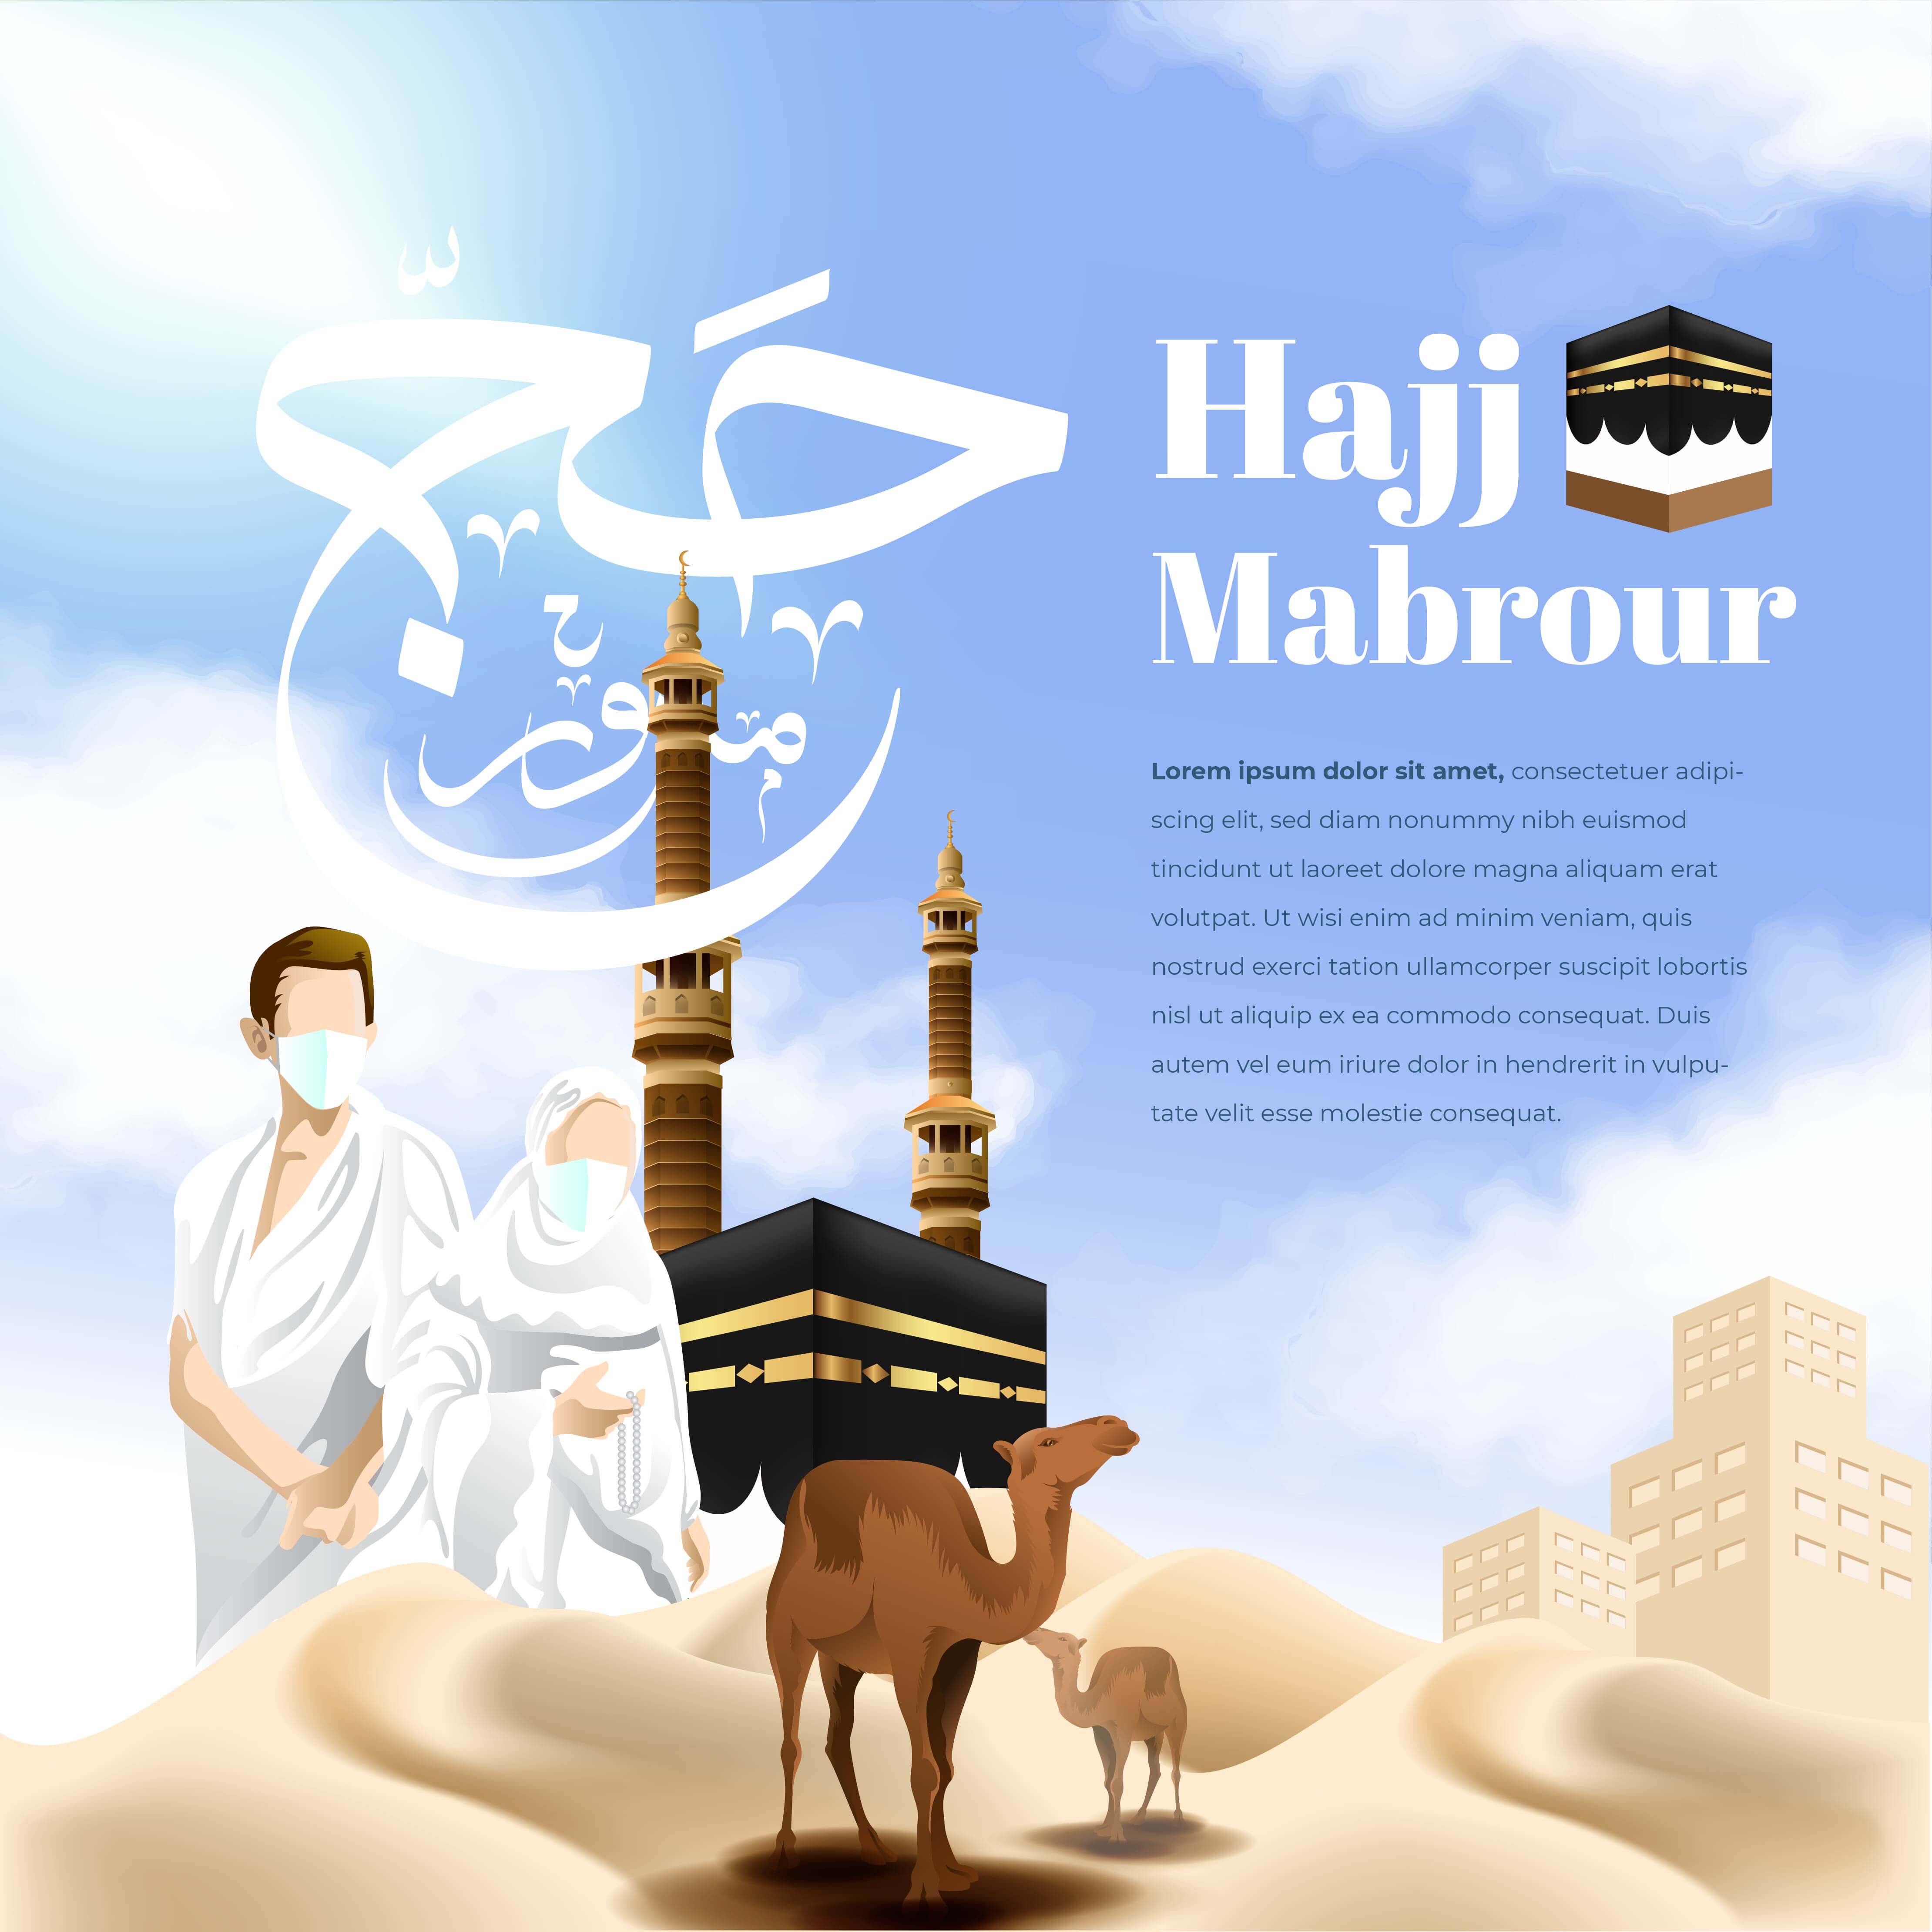 حَجّ
مبرور
Hajj
Mabrour
Lorem ipsum dolor sit amet, consectetuer adipi-
scing elit, sed diam nonummy nibh euismod
tincidunt ut laoreet dolore magna aliquam erat
volutpat. Ut wisi enim ad minim veniam, quis
nostrud exerci tation ullamcorper suscipit lobortis
nisl ut aliquip ex ea commodo consequat. Duis
autem vel eum iriure dolor in hendrerit in vulpu-
tate velit esse molestie consequat.